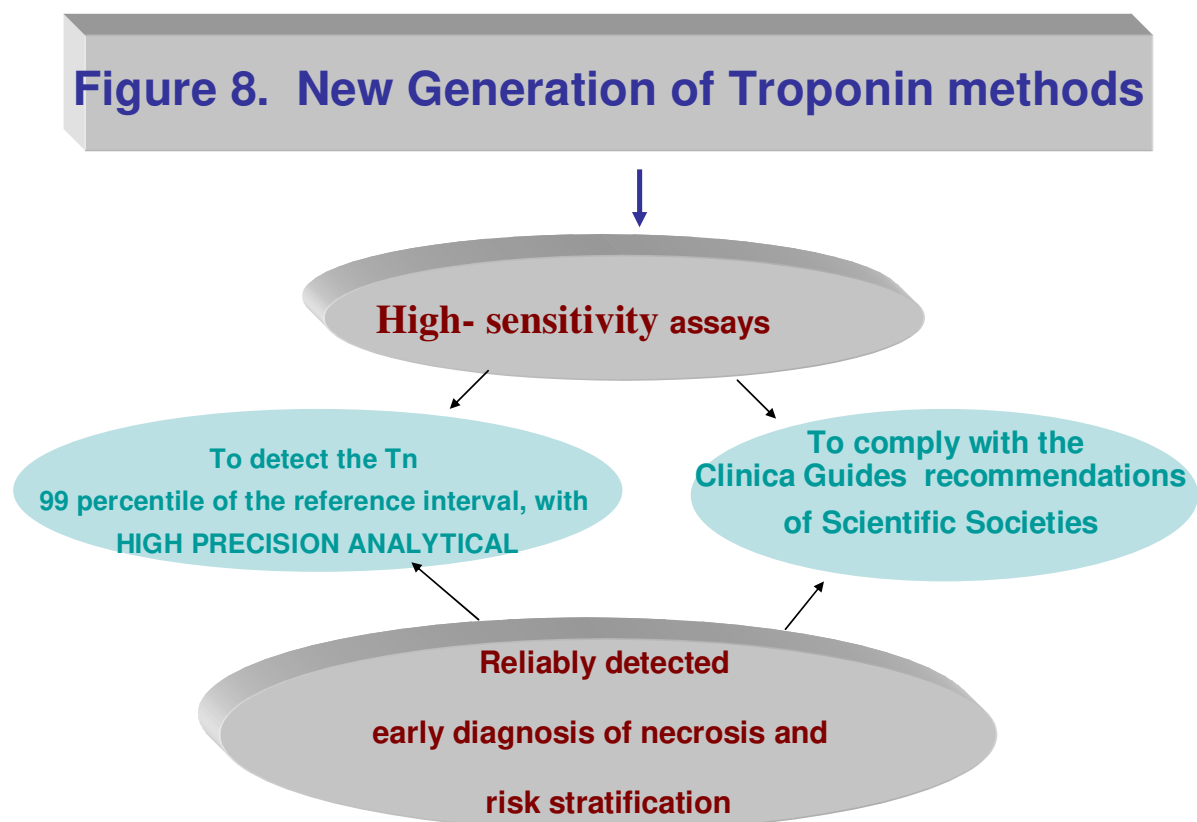 Figure 8. New Generation of Troponin methods
High- sensitivity assays
To detect the Tn
99 percentile of the reference interval, with
HIGH PRECISION ANALYTICAL
To comply with the
Clinica Guides recommendations
of Scientific Societies
Reliably detected
early diagnosis of necrosis and
risk stratification